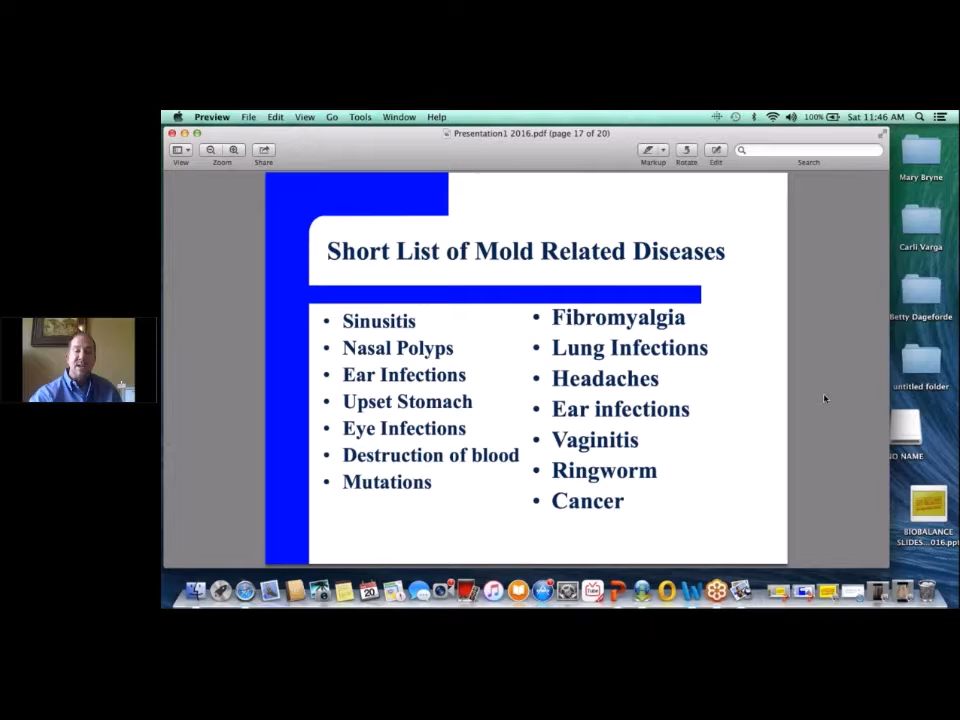 Preview File Edit View Go Tools Window Help
100% Sat 11:46 AM
Presentation1 2016.pdf (page 17 of 20)
View Zoom Share Markup Rotate Edit Search
Short List of Mold Related Diseases
• Sinusitis
• Nasal Polyps
• Ear Infections
• Upset Stomach
• Eye Infections
• Destruction of blood
• Mutations
• Fibromyalgia
• Lung Infections
• Headaches
• Ear infections
• Vaginitis
• Ringworm
• Cancer
Mary Bryne
Carli Varga
Betty Dageforde
untitled folder
NO NAME
BIOBALANCE
SLIDES...016.ppt
20